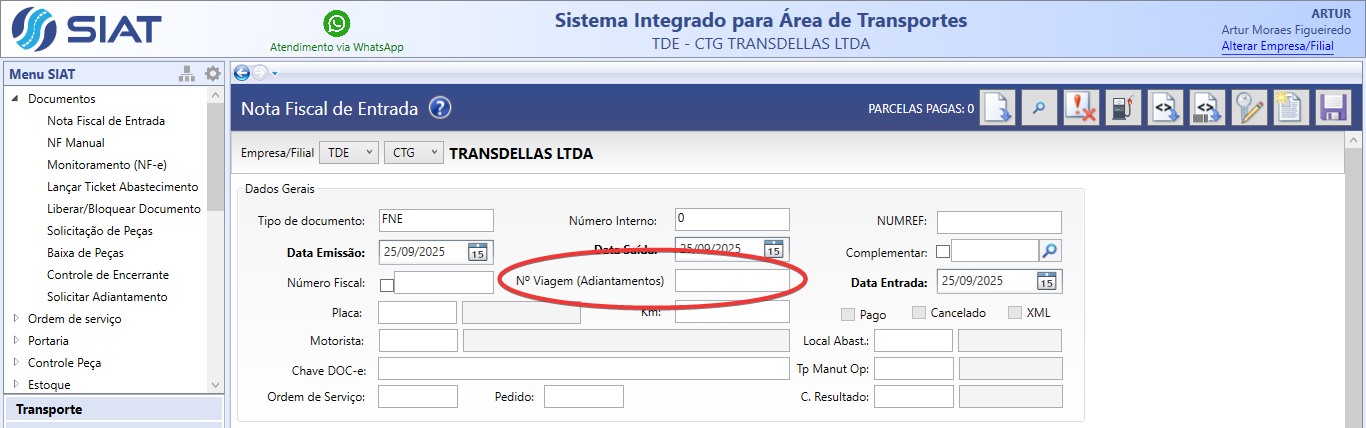 SIAT
Atendimento via WhatsApp
Sistema Integrado para Área de Transportes
TDE - CTG TRANSDELLAS LTDA
ARTUR
Artur Moraes Figueiredo
Alterar Empresa/Filial
Menu SIAT
Documentos
Nota Fiscal de Entrada
NF Manual
Monitoramento (NF-e)
Lançar Ticket Abastecimento
Liberar/Bloquear Documento
Solicitação de Peças
Baixa de Peças
Controle de Encerrante
Solicitar Adiantamento
Ordem de serviço
Portaria
Controle Peça
Estoque
Transporte
Nota Fiscal de Entrada ?
PARCELAS PAGAS: 0
Empresa/Filial TDE CTG TRANSDELLAS LTDA
Dados Gerais
Tipo de documento: FNE Número Interno: 0 NUMREF:
Data Emissão: 25/09/2025 15 Data Saída: 25/09/2025 15 Complementar:
Número Fiscal: Nº Viagem (Adiantamentos) Data Entrada: 25/09/2025 15
Placa: Km: Pago Cancelado XML
Motorista: Local Abast.:
Chave DOC-e: Tp Manut Op:
Ordem de Serviço: Pedido: C. Resultado: